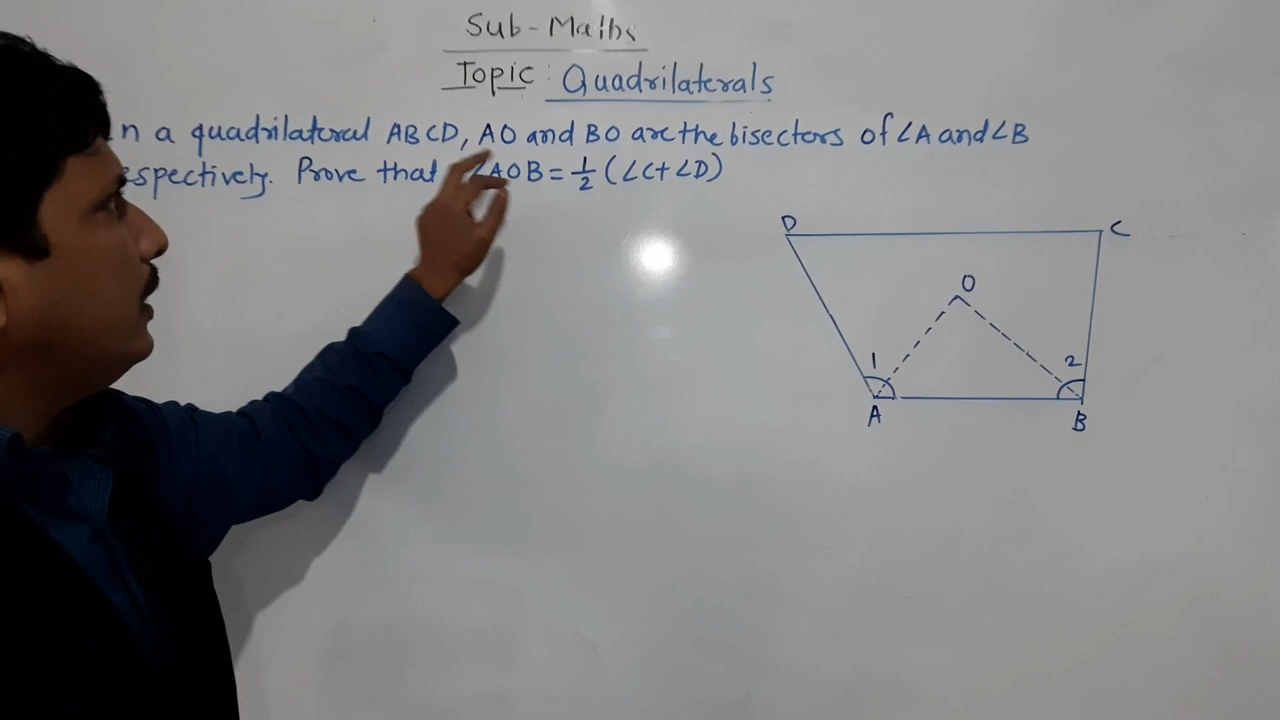 Sub - Maths
Topic : Quadrilaterals
n a quadrilateral ABCD, AO and BO are the bisectors of ∠A and ∠B
espectively. Prove that ∠AOB = 1/2 (∠C + ∠D)
D C
O
1 2
A B